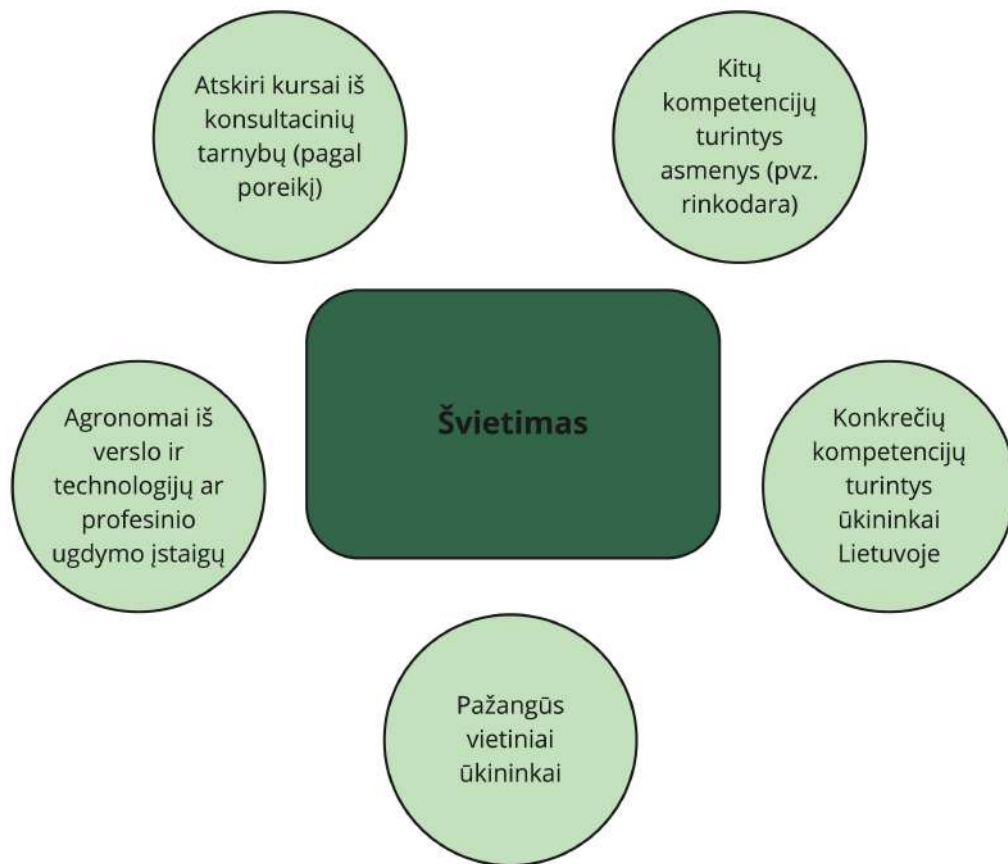 Atskiri kursai iš
konsultacinių
tarnybų (pagal
poreikį)
Kitų
kompetencijų
turintys
asmenys (pvz.
rinkodara)
Švietimas
Agronomai iš
verslo ir
technologijų ar
profesinio
ugdymo įstaigų
Konkrečių
kompetencijų
turintys
ūkininkai
Lietuvoje
Pažangūs
vietiniai
ūkininkai